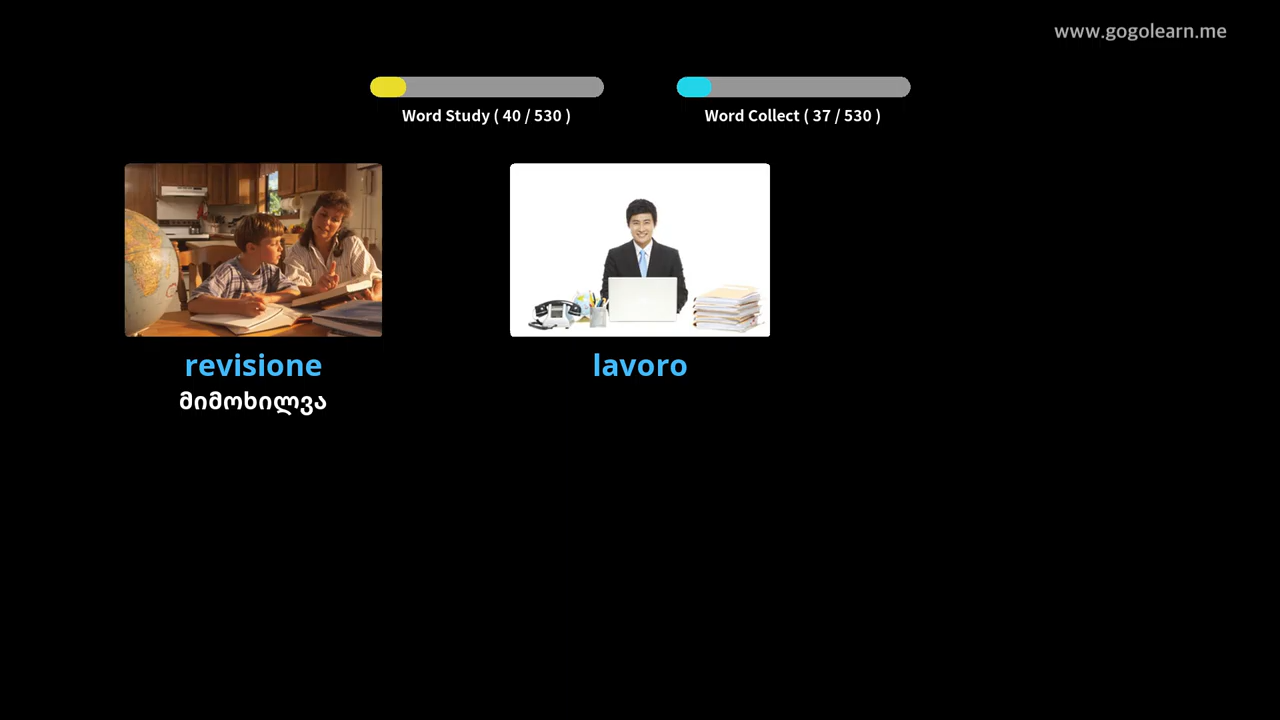 www.gogolearn.me
Word Study ( 40 / 530 )
Word Collect ( 37 / 530 )
revisione
მიმოხილვა
lavoro